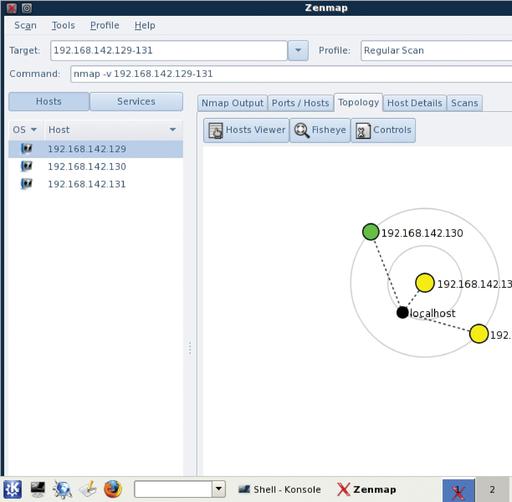 Zenmap
Scan Tools Profile Help
Target: 192.168.142.129-131 Profile: Regular Scan
Command: nmap -v 192.168.142.129-131
Hosts Services
Nmap Output Ports / Hosts Topology Host Details Scans
OS Host
Hosts Viewer Fisheye Controls
192.168.142.129
192.168.142.130
192.168.142.131
192.168.142.130
192.168.142.13
localhost
192.
Shell - Konsole Zenmap 1 2